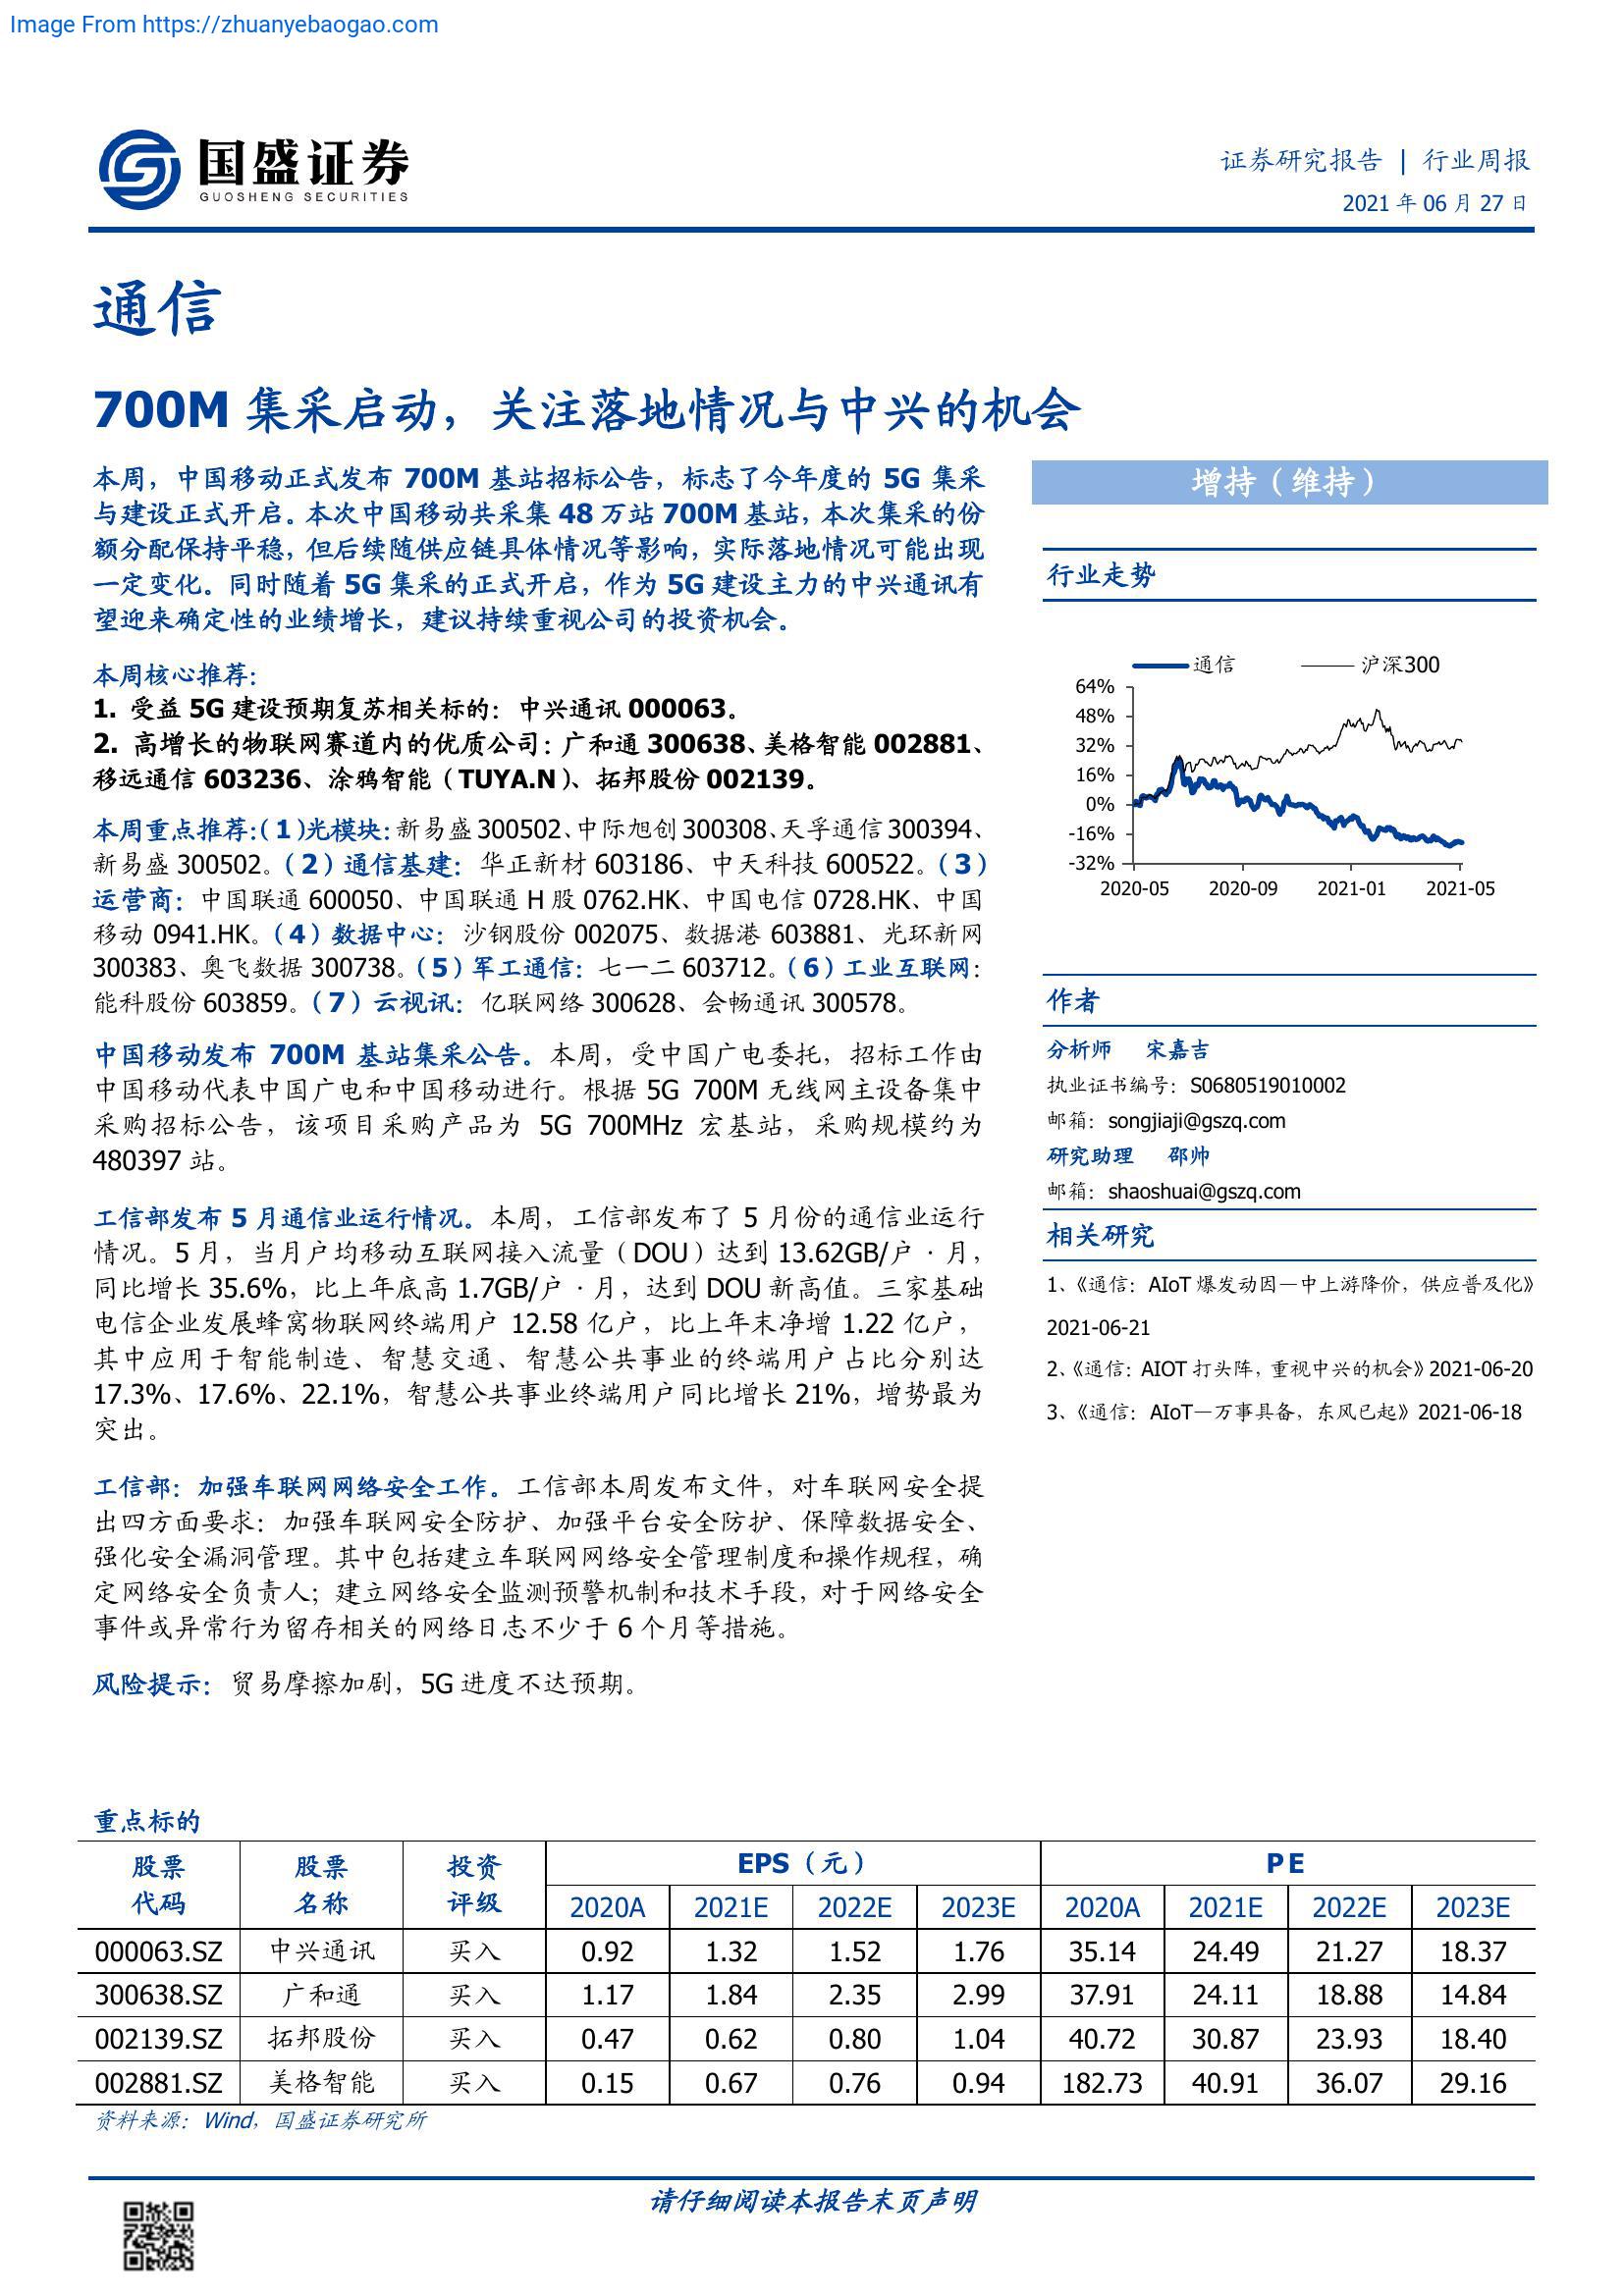 Image From https://zhuanyebaogao.com
国盛证券
GUOSHENG SECURITIES
证券研究报告 | 行业周报
2021 年 06 月 27 日
通信
700M 集采启动，关注落地情况与中兴的机会
本周，中国移动正式发布 700M 基站招标公告，标志了今年度的 5G 集采
与建设正式开启。本次中国移动共采集 48 万站 700M 基站，本次集采的份
额分配保持平稳，但后续随供应链具体情况等影响，实际落地情况可能出现
一定变化。同时随着 5G 集采的正式开启，作为 5G 建设主力的中兴通讯有
望迎来确定性的业绩增长，建议持续重视公司的投资机会。
本周核心推荐：
1. 受益 5G 建设预期复苏相关标的：中兴通讯 000063。
2. 高增长的物联网赛道内的优质公司：广和通 300638、美格智能 002881、
移远通信 603236、涂鸦智能（TUYA.N）、拓邦股份 002139。
本周重点推荐：（1）光模块：新易盛 300502、中际旭创 300308、天孚通信 300394、
新易盛 300502。（2）通信基建：华正新材 603186、中天科技 600522。（3）
运营商：中国联通 600050、中国联通 H 股 0762.HK、中国电信 0728.HK、中国
移动 0941.HK。（4）数据中心：沙钢股份 002075、数据港 603881、光环新网
300383、奥飞数据 300738。（5）军工通信：七一二 603712。（6）工业互联网：
能科股份 603859。（7）云视讯：亿联网络 300628、会畅通讯 300578。
中国移动发布 700M 基站集采公告。本周，受中国广电委托，招标工作由
中国移动代表中国广电和中国移动进行。根据 5G 700M 无线网主设备集中
采购招标公告，该项目采购产品为 5G 700MHz 宏基站，采购规模约为
480397 站。
工信部发布 5 月通信业运行情况。本周，工信部发布了 5 月份的通信业运行
情况。5 月，当月户均移动互联网接入流量（DOU）达到 13.62GB/户·月，
同比增长 35.6%，比上年底高 1.7GB/户·月，达到 DOU 新高值。三家基础
电信企业发展蜂窝物联网终端用户 12.58 亿户，比上年末净增 1.22 亿户，
其中应用于智能制造、智慧交通、智慧公共事业的终端用户占比分别达
17.3%、17.6%、22.1%，智慧公共事业终端用户同比增长 21%，增势最为
突出。
工信部：加强车联网网络安全工作。工信部本周发布文件，对车联网安全提
出四方面要求：加强车联网安全防护、加强平台安全防护、保障数据安全、
强化安全漏洞管理。其中包括建立车联网网络安全管理制度和操作规程，确
定网络安全负责人；建立网络安全监测预警机制和技术手段，对于网络安全
事件或异常行为留存相关的网络日志不少于 6 个月等措施。
风险提示：贸易摩擦加剧，5G 进度不达预期。
增持（维持）
行业走势
通信 沪深300
64%
48%
32%
16%
0%
-16%
-32%
2020-05 2020-09 2021-01 2021-05
作者
分析师 宋嘉吉
执业证书编号：S0680519010002
邮箱：songjiaji@gszq.com
研究助理 邵帅
邮箱：shaoshuai@gszq.com
相关研究
1、《通信：AIoT 爆发动因—中上游降价，供应普及化》
2021-06-21
2、《通信：AIOT 打头阵，重视中兴的机会》2021-06-20
3、《通信：AIoT—万事具备，东风已起》2021-06-18
重点标的
股票 股票 投资 EPS（元） P E
代码 名称 评级 2020A 2021E 2022E 2023E 2020A 2021E 2022E 2023E
000063.SZ 中兴通讯 买入 0.92 1.32 1.52 1.76 35.14 24.49 21.27 18.37
300638.SZ 广和通 买入 1.17 1.84 2.35 2.99 37.91 24.11 18.88 14.84
002139.SZ 拓邦股份 买入 0.47 0.62 0.80 1.04 40.72 30.87 23.93 18.40
002881.SZ 美格智能 买入 0.15 0.67 0.76 0.94 182.73 40.91 36.07 29.16
资料来源：Wind，国盛证券研究所
请仔细阅读本报告末页声明